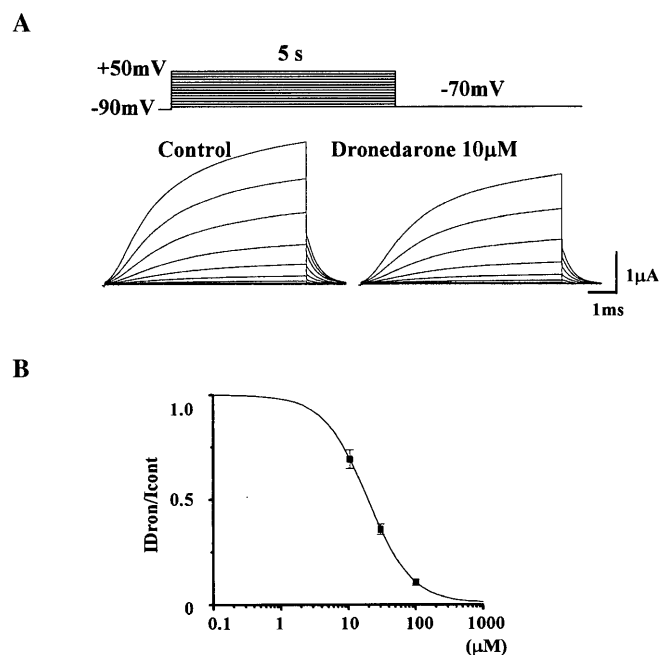 A
5 s
+50mV
-90mV
-70mV
Control
Dronedarone 10μM
1μA
1ms
B
IDron/Icont
1.0
0.5
0
0.1
1
10
100
1000
(μM)